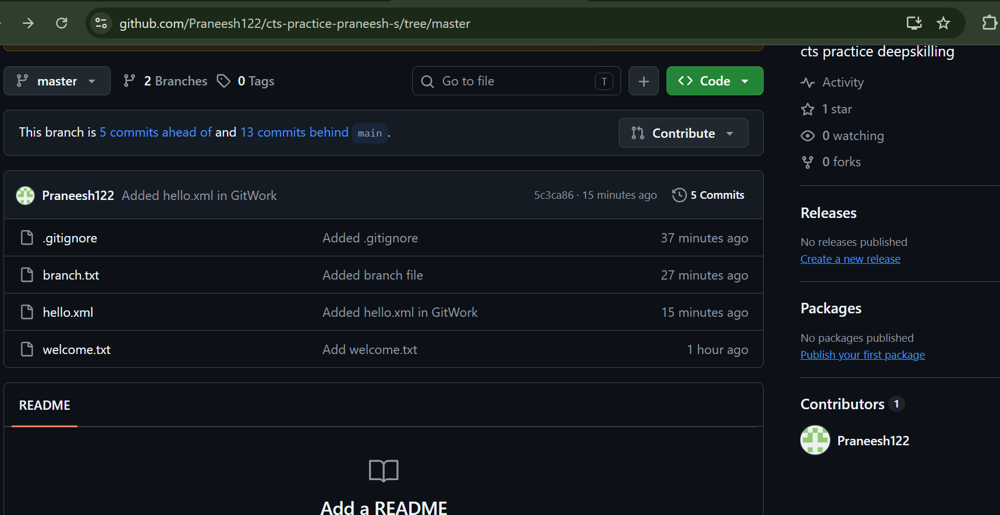 github.com/Praneesh122/cts-practice-praneesh-s/tree/master
cts practice deepskilling
master
2 Branches
0 Tags
Go to file
T
Code
Activity
1 star
0 watching
0 forks
This branch is 5 commits ahead of and 13 commits behind main .
Contribute
Praneesh122 Added hello.xml in GitWork 5c3ca86 · 15 minutes ago 5 Commits
.gitignore Added .gitignore 37 minutes ago
branch.txt Added branch file 27 minutes ago
hello.xml Added hello.xml in GitWork 15 minutes ago
welcome.txt Add welcome.txt 1 hour ago
README
Add a README
Releases
No releases published
Create a new release
Packages
No packages published
Publish your first package
Contributors 1
Praneesh122